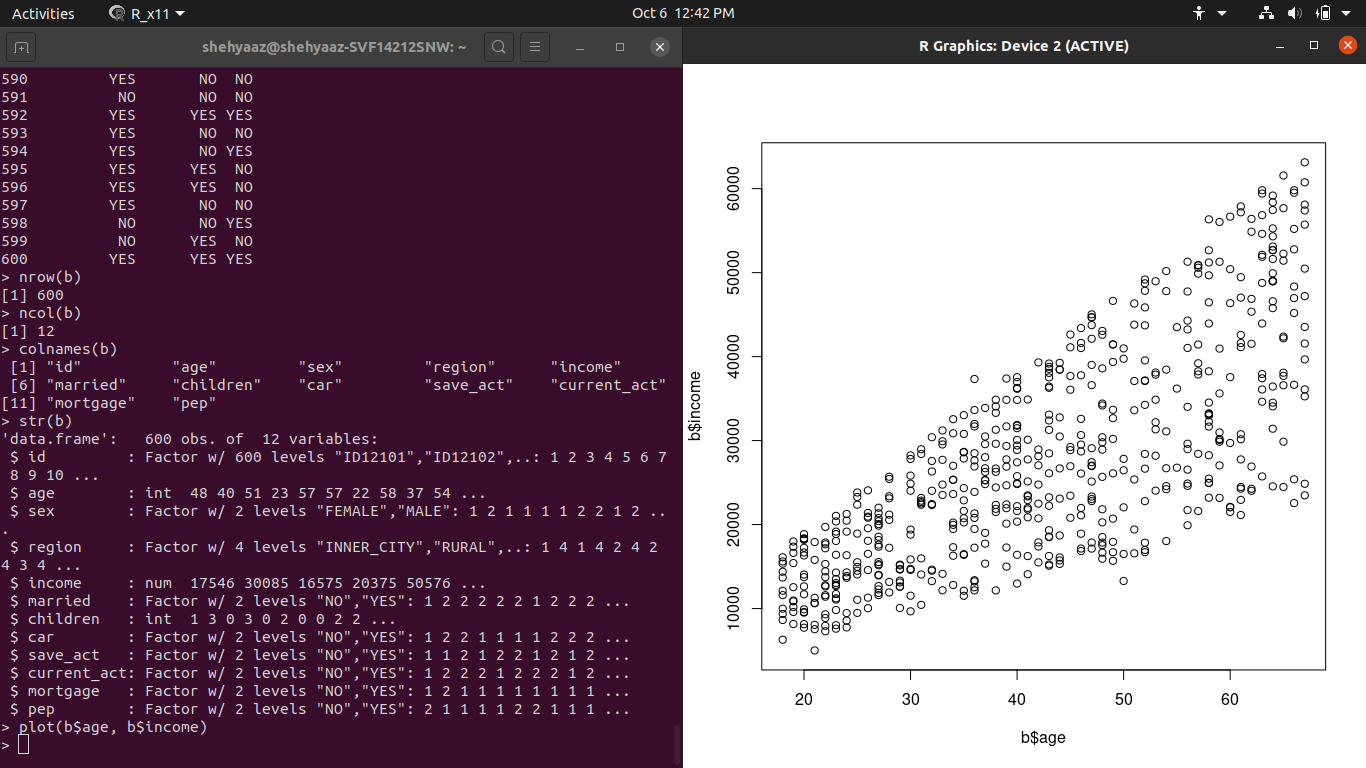 Activities R_x11 Oct 6 12:42 PM
shehyaaz@shehyaaz-SVF14212SNW: ~
590 YES NO NO
591 NO NO NO
592 YES YES YES
593 YES NO NO
594 YES NO YES
595 YES YES NO
596 YES YES NO
597 YES NO NO
598 NO NO YES
599 NO YES NO
600 YES YES YES
> nrow(b)
[1] 600
> ncol(b)
[1] 12
> colnames(b)
[1] "id" "age" "sex" "region" "income"
[6] "married" "children" "car" "save_act" "current_act"
[11] "mortgage" "pep"
> str(b)
'data.frame': 600 obs. of 12 variables:
$ id : Factor w/ 600 levels "ID12101","ID12102",..: 1 2 3 4 5 6 7
8 9 10 ...
$ age : int 48 40 51 23 57 57 22 58 37 54 ...
$ sex : Factor w/ 2 levels "FEMALE","MALE": 1 2 1 1 1 1 2 2 1 2 ..
.
$ region : Factor w/ 4 levels "INNER_CITY","RURAL",..: 1 4 1 4 2 4 2
4 3 4 ...
$ income : num 17546 30085 16575 20375 50576 ...
$ married : Factor w/ 2 levels "NO","YES": 1 2 2 2 2 2 1 2 2 2 ...
$ children : int 1 3 0 3 0 2 0 0 2 2 ...
$ car : Factor w/ 2 levels "NO","YES": 1 2 2 1 1 1 1 2 2 2 ...
$ save_act : Factor w/ 2 levels "NO","YES": 1 1 2 1 2 2 1 2 1 2 ...
$ current_act: Factor w/ 2 levels "NO","YES": 1 2 2 2 1 2 2 2 1 2 ...
$ mortgage : Factor w/ 2 levels "NO","YES": 1 2 1 1 1 1 1 1 1 1 ...
$ pep : Factor w/ 2 levels "NO","YES": 2 1 1 1 1 2 2 1 1 1 ...
> plot(b$age, b$income)
>
R Graphics: Device 2 (ACTIVE)
60000
50000
40000
30000
20000
10000
b$income
20 30 40 50 60
b$age